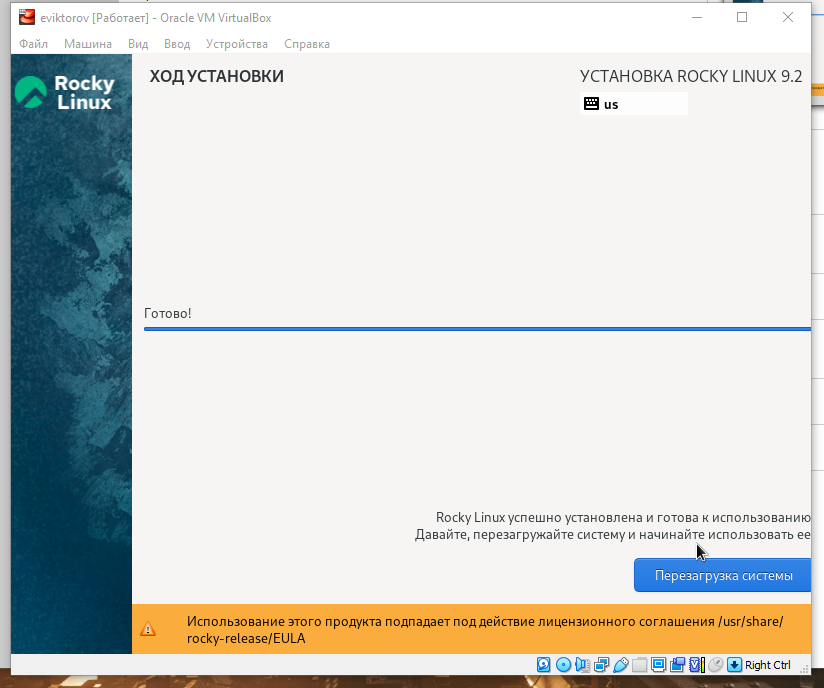 eviktorov [Работает] - Oracle VM VirtualBox
Файл Машина Вид Ввод Устройства Справка
Rocky
Linux
ХОД УСТАНОВКИ
УСТАНОВКА ROCKY LINUX 9.2
us
Готово!
Rocky Linux успешно установлена и готова к использованию
Давайте, перезагружайте систему и начинайте использовать ее
Перезагрузка системы
Использование этого продукта подпадает под действие лицензионного соглашения /usr/share/
rocky-release/EULA
Right Ctrl